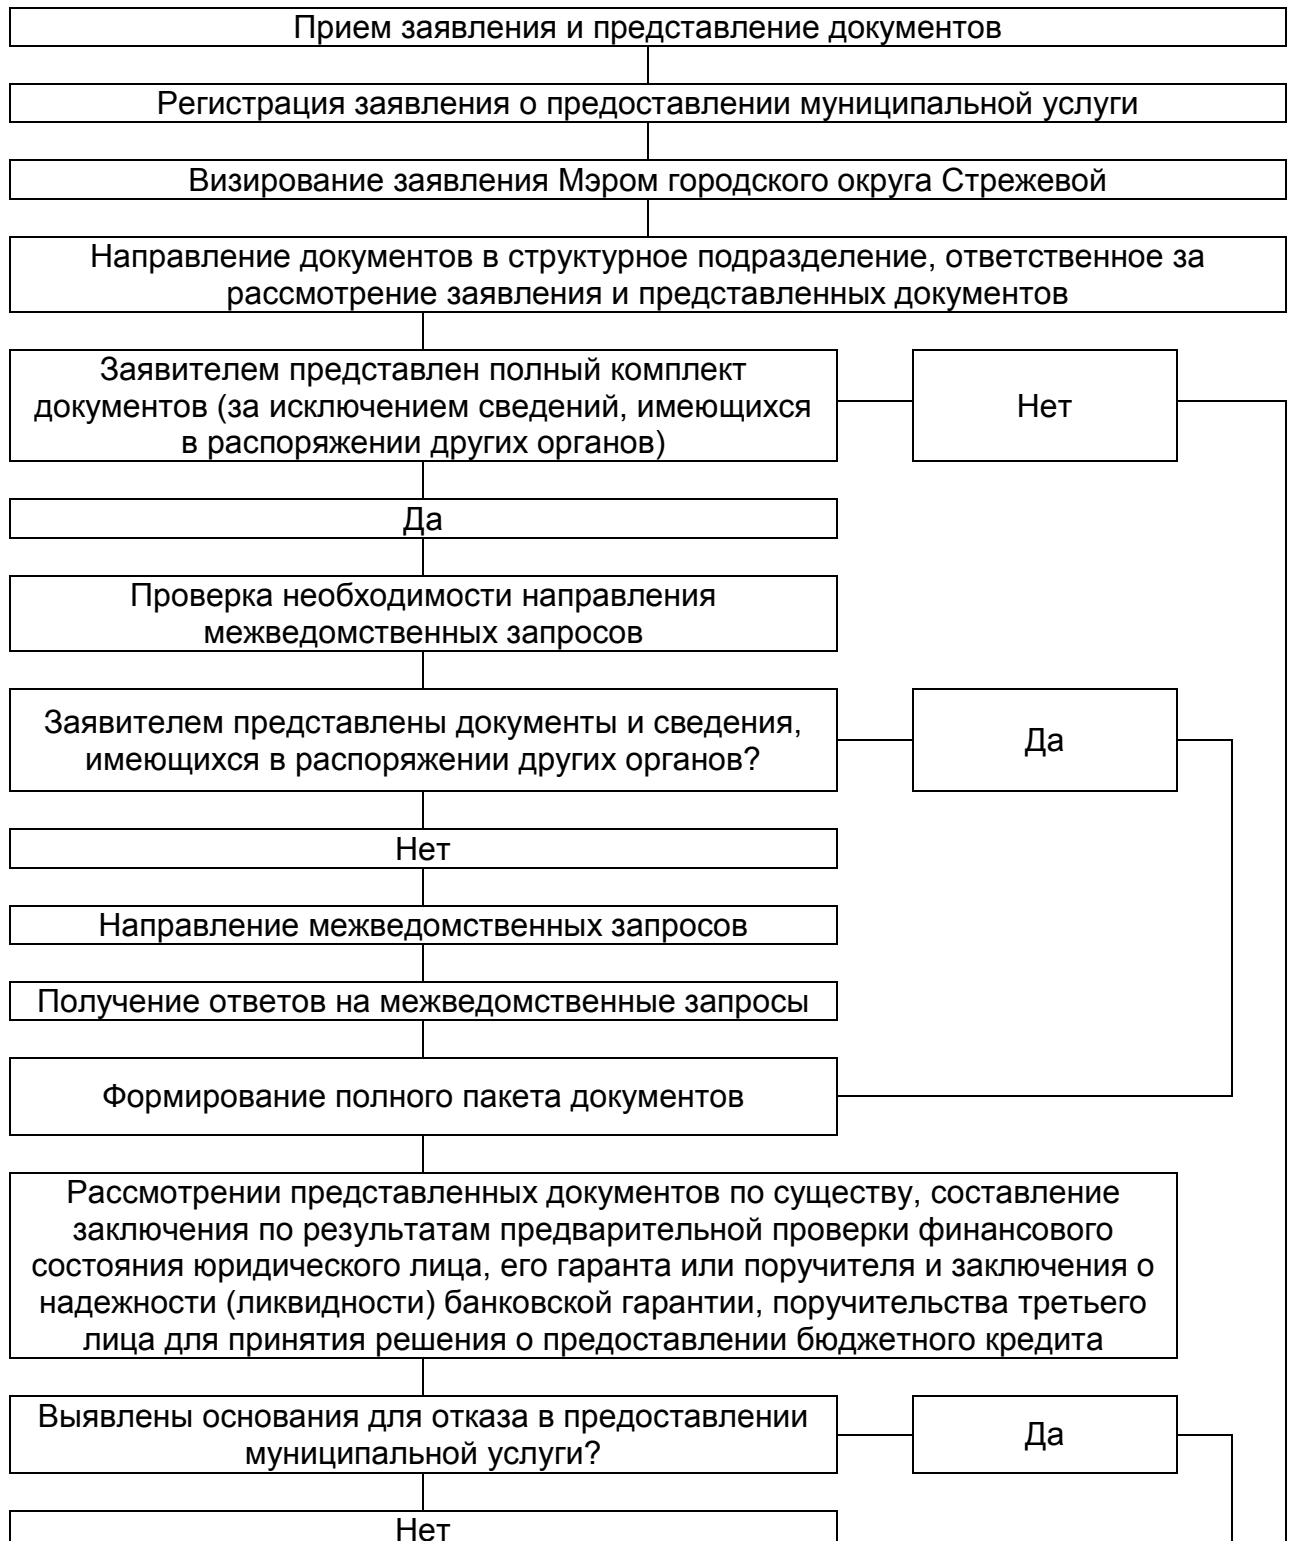 Прием заявления и представление документов
Регистрация заявления о предоставлении муниципальной услуги
Визирование заявления Мэром городского округа Стрежевой
Направление документов в структурное подразделение, ответственное за
рассмотрение заявления и представленных документов
Заявителем представлен полный комплект
документов (за исключением сведений, имеющихся
в распоряжении других органов)
Нет
Да
Проверка необходимости направления
межведомственных запросов
Заявителем представлены документы и сведения,
имеющихся в распоряжении других органов?
Да
Нет
Направление межведомственных запросов
Получение ответов на межведомственные запросы
Формирование полного пакета документов
Рассмотрении представленных документов по существу, составление
заключения по результатам предварительной проверки финансового
состояния юридического лица, его гаранта или поручителя и заключения о
надежности (ликвидности) банковской гарантии, поручительства третьего
лица для принятия решения о предоставлении бюджетного кредита
Выявлены основания для отказа в предоставлении
муниципальной услуги?
Да
Нет